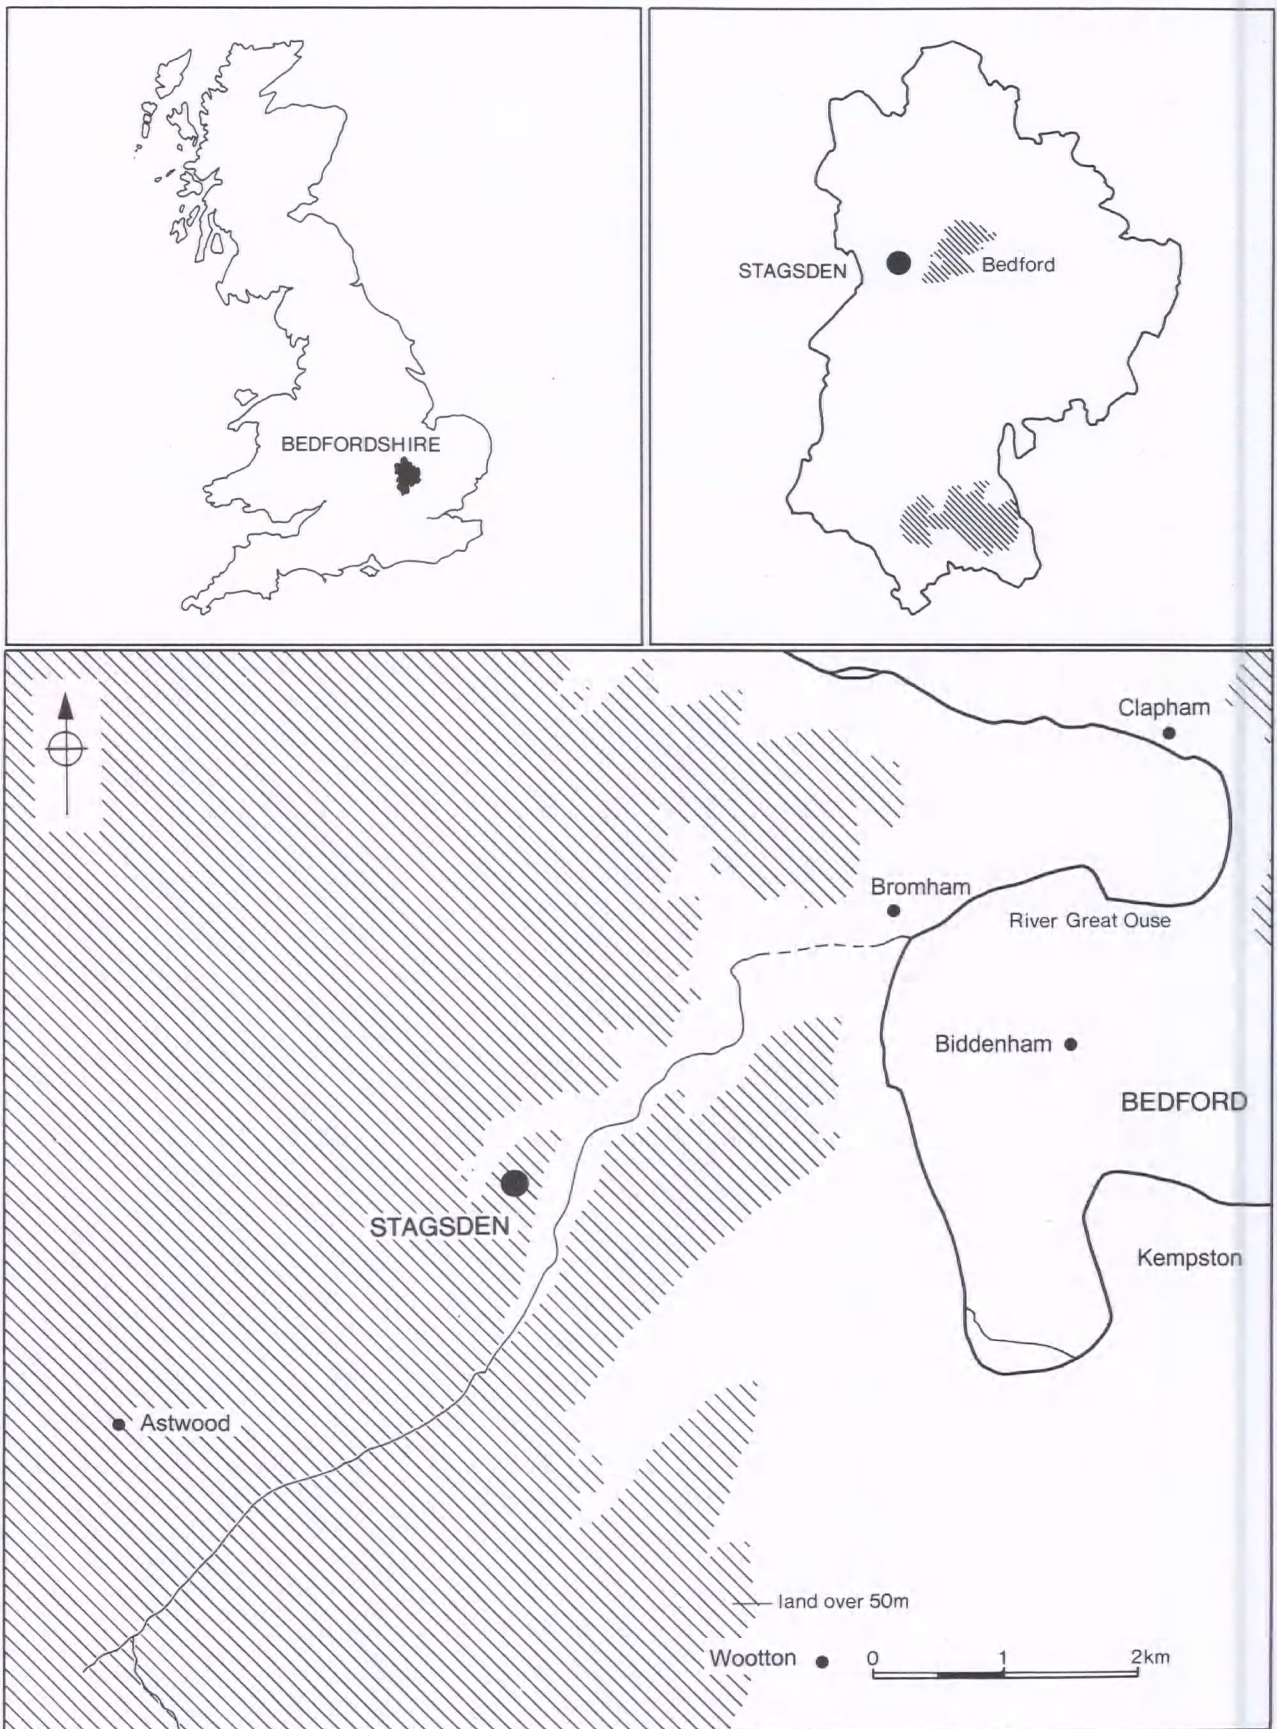 BEDFORDSHIRE
STAGSDEN
Bedford
Clapham
Bromham
River Great Ouse
Biddenham
BEDFORD
STAGSDEN
Kempston
Astwood
land over 50m
Wootton
0 1 2km